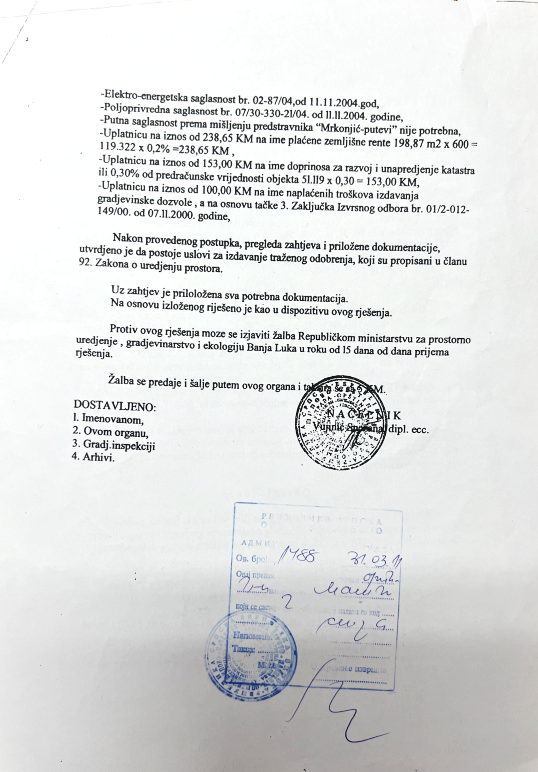 -Elektro-energetska saglasnost br. 02-87/04,od 11.11.2004.god,
-Poljoprivredna saglasnost br. 07/30-330-21/04. od 11.11.2004. godine,
-Putna saglasnost prema mišljenju predstravnika “Mrkonjić-putevi” nije potrebna,
-Uplatnicu na iznos od 238,65 KM na ime plaćene zemljišne rente 198,87 m2 x 600 =
119.322 x 0,2% =238,65 KM ,
-Uplatnicu na iznos od 153,00 KM na ime doprinosa za razvoj i unapredjenje katastra
ili 0,30% od predračunske vrijednosti objekta 51.119 x 0,30 = 153,00 KM,
-Uplatnicu na iznos od 100,00 KM na ime naplaćenih troškova izdavanja
gradjevinske dozvole , a na osnovu tačke 3. Zaključka Izvrsnog odbora br. 01/2-012-
149/00. od 07.11.2000. godine,
Nakon provedenog postupka, pregleda zahtjeva i priložene dokumentacije,
utvrdjeno je da postoje uslovi za izdavanje traženog odobrenja, koji su propisani u članu
92. Zakona o uredjenju prostora.
Uz zahtjev je priloložena sva potrebna dokumentacija.
Na osnovu izloženog riješeno je kao u dispozitivu ovog rješenja.
Protiv ovog rješenja moze se izjaviti žalba Republičkom ministarstvu za prostorno
uredjenje , gradjevinarstvo i ekologiju Banja Luka u roku od 15 dana od dana prijema
rješenja.
Žalba se predaje i šalje putem ovog organa i KM.
DOSTAVLJENO:
1. Imenovanom,
2. Ovom organu,
3. Gradj.inspekciji
4. Arhivi.
N A Č E L N I K
dipl. ecc.
Ов. број 1488 31.03.11
Овај
2
Такса:
М.П.